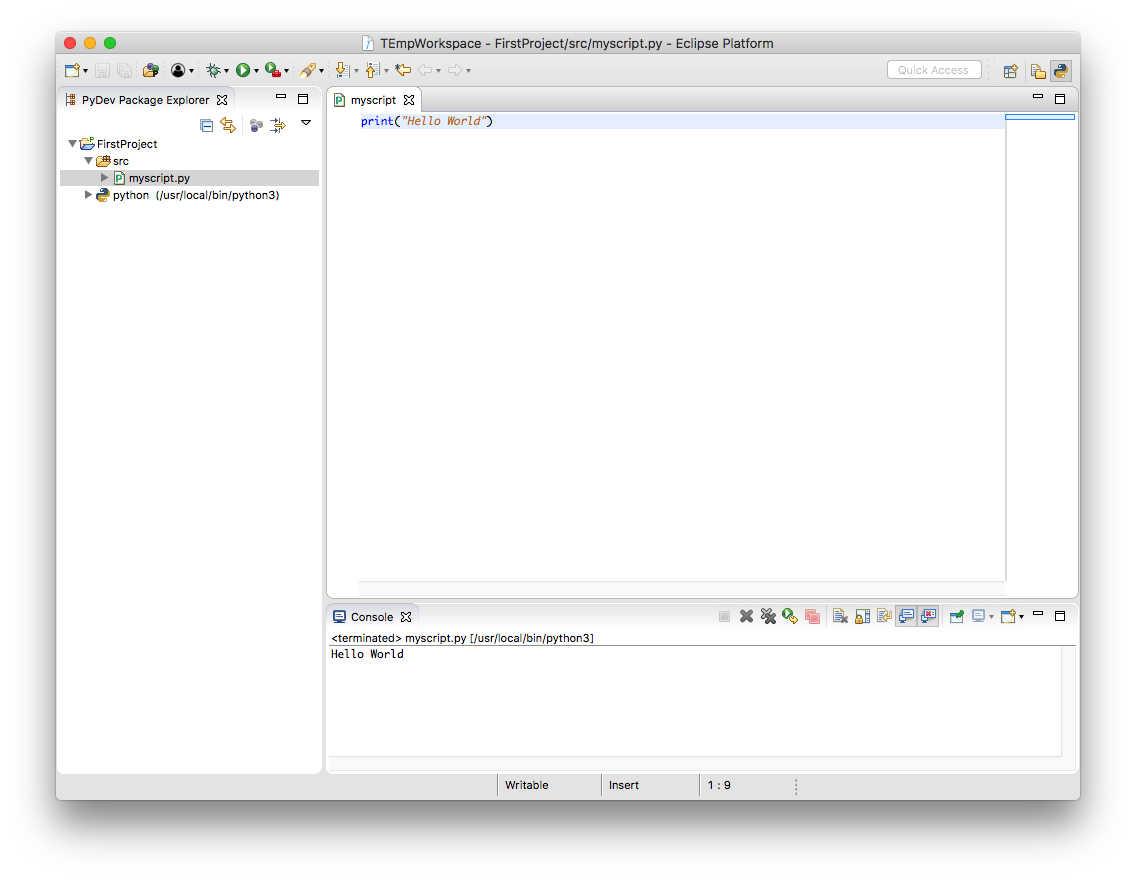 TEmpWorkspace - FirstProject/src/myscript.py - Eclipse Platform
Quick Access
PyDev Package Explorer
FirstProject
src
myscript.py
python (/usr/local/bin/python3)
myscript
print("Hello World")
Console
<terminated> myscript.py [/usr/local/bin/python3]
Hello World
Writable Insert 1 : 9